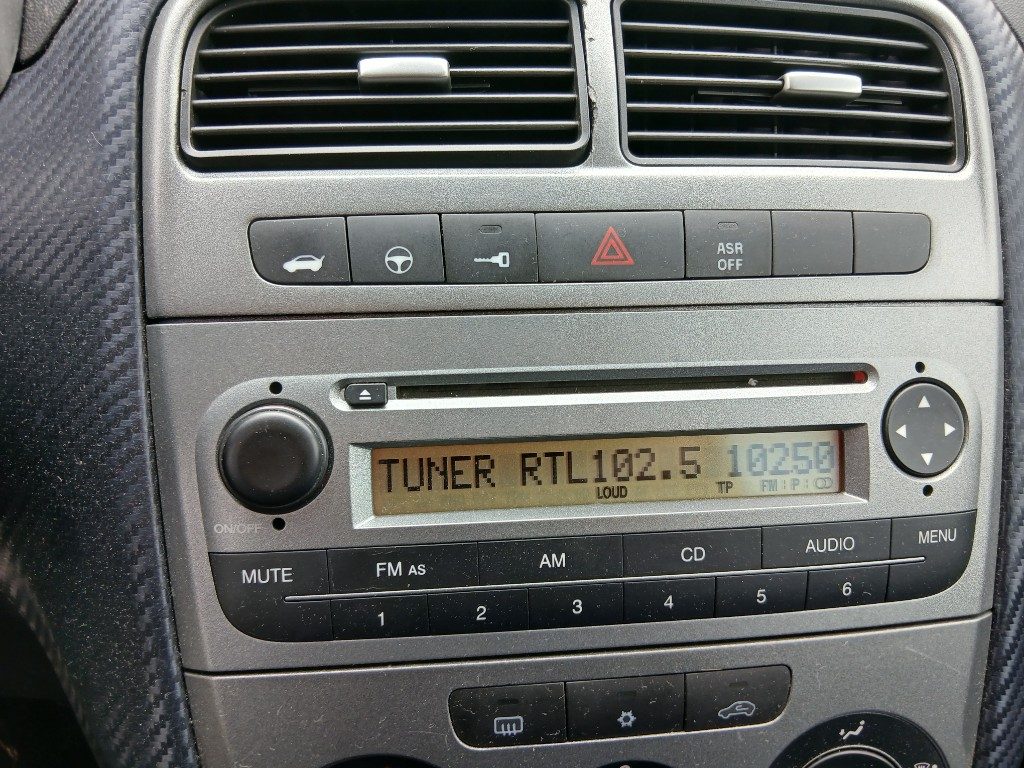 ASR
OFF
TUNER RTL102.5 10250
LOUD TP FM P
ON/OFF
MUTE FM AS AM CD AUDIO MENU
1 2 3 4 5 6